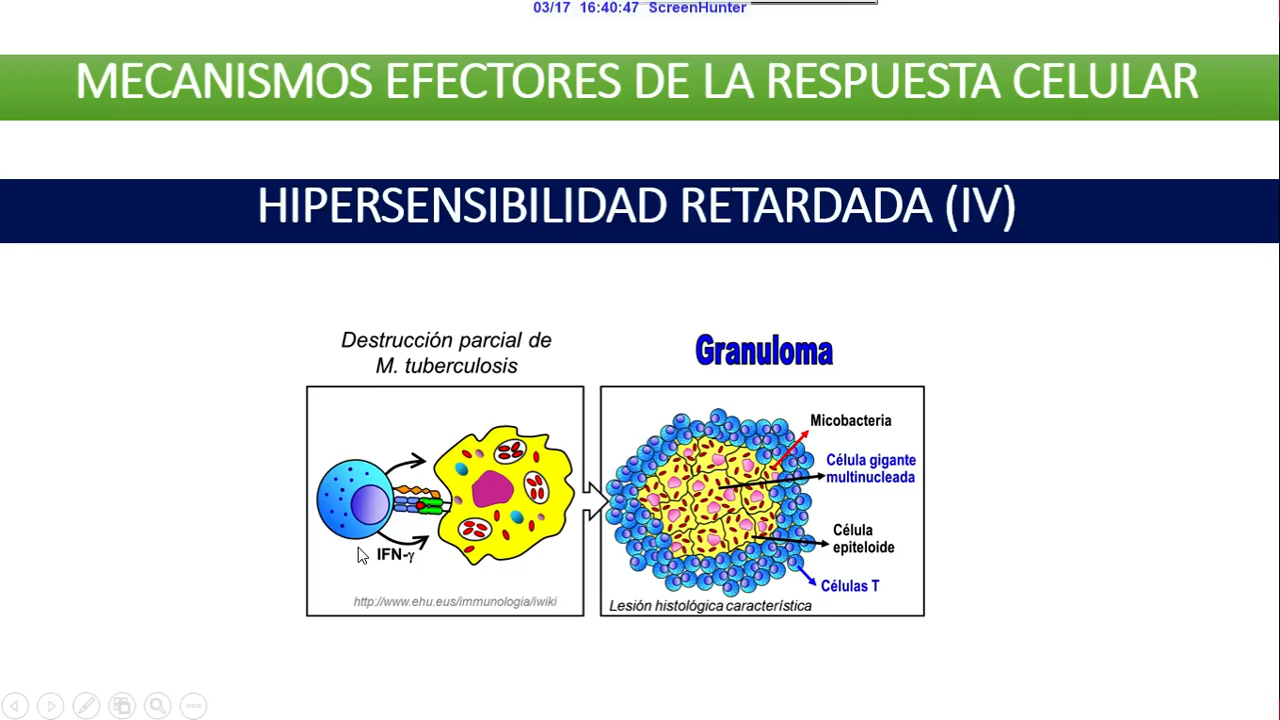 03/17 16:40:47 ScreenHunter
MECANISMOS EFECTORES DE LA RESPUESTA CELULAR
HIPERSENSIBILIDAD RETARDADA (IV)
Destrucción parcial de
M. tuberculosis
Granuloma
Micobacteria
Célula gigante
multinucleada
Célula
epiteloide
Células T
IFN-γ
http://www.ehu.eus/immunologia/iwiki
Lesión histológica característica